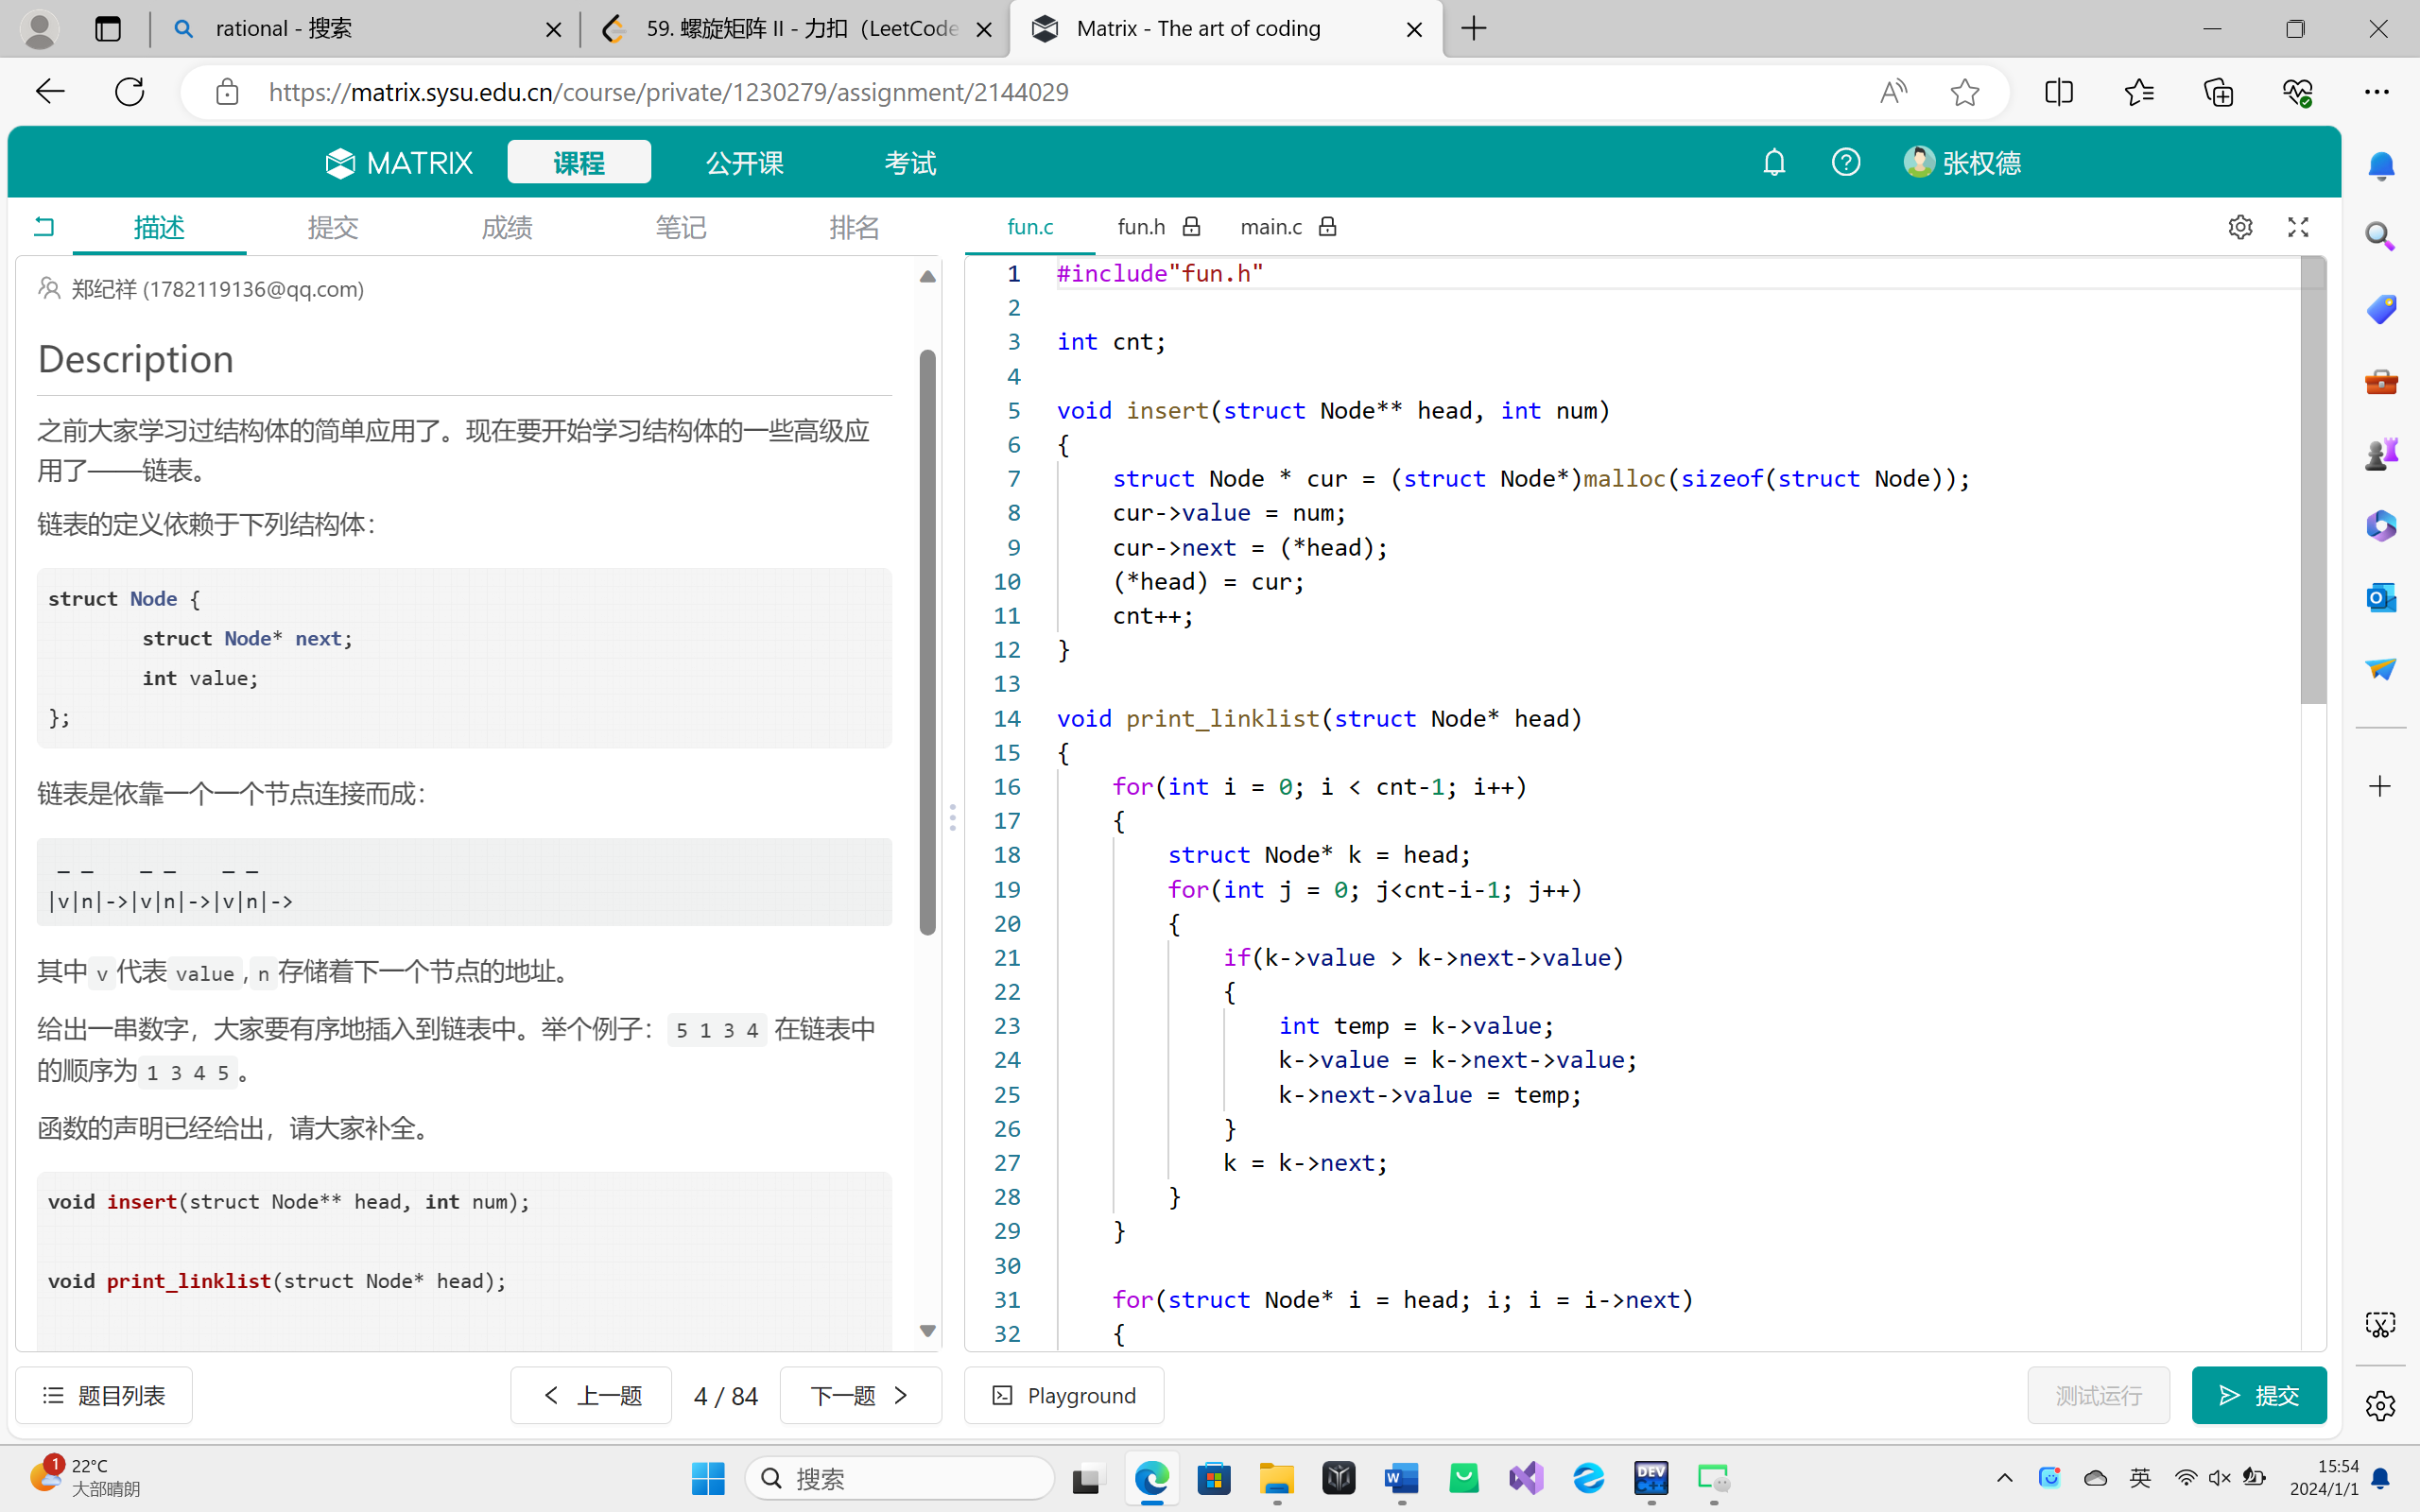 rational - 搜索
59. 螺旋矩阵 II - 力扣（LeetCode
Matrix - The art of coding
https://matrix.sysu.edu.cn/course/private/1230279/assignment/2144029
MATRIX
课程
公开课
考试
张权德
描述
提交
成绩
笔记
排名
fun.c
fun.h
main.c
郑纪祥 (1782119136@qq.com)
Description
之前大家学习过结构体的简单应用了。现在要开始学习结构体的一些高级应
用了——链表。
链表的定义依赖于下列结构体：
struct Node {
struct Node* next;
int value;
};
链表是依靠一个一个节点连接而成：
_ _    _ _    _ _
|v|n|->|v|n|->|v|n|->
其中 v 代表 value , n 存储着下一个节点的地址。
给出一串数字，大家要有序地插入到链表中。举个例子： 5 1 3 4 在链表中
的顺序为 1 3 4 5 。
函数的声明已经给出，请大家补全。
void insert(struct Node** head, int num);
void print_linklist(struct Node* head);
1 #include"fun.h"
2
3 int cnt;
4
5 void insert(struct Node** head, int num)
6 {
7 struct Node * cur = (struct Node*)malloc(sizeof(struct Node));
8 cur->value = num;
9 cur->next = (*head);
10 (*head) = cur;
11 cnt++;
12 }
13
14 void print_linklist(struct Node* head)
15 {
16 for(int i = 0; i < cnt-1; i++)
17 {
18 struct Node* k = head;
19 for(int j = 0; j<cnt-i-1; j++)
20 {
21 if(k->value > k->next->value)
22 {
23 int temp = k->value;
24 k->value = k->next->value;
25 k->next->value = temp;
26 }
27 k = k->next;
28 }
29 }
30
31 for(struct Node* i = head; i; i = i->next)
32 {
题目列表
上一题
4 / 84
下一题
Playground
测试运行
提交
1
22°C
大部晴朗
搜索
DEV
C++
英
15:54
2024/1/1